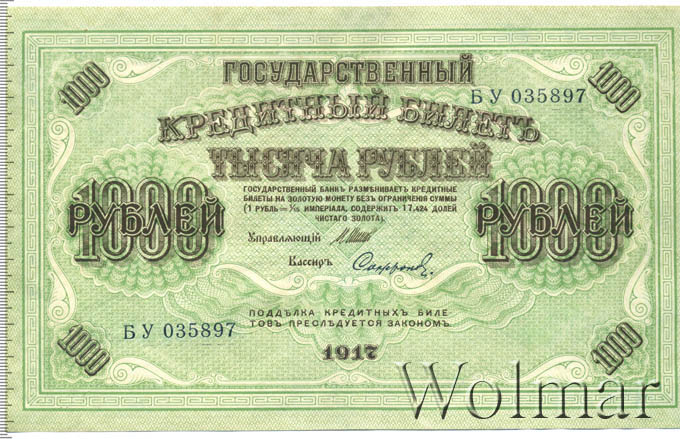 1000
1000
ГОСУДАРСТВЕННЫЙ
БУ 035897
КРЕДИТНЫЙ БИЛЕТЪ
ТЫСЯЧА РУБЛЕЙ
1000
РУБЛЕЙ
1000
РУБЛЕЙ
ГОСУДАРСТВЕННЫЙ БАНКЪ РАЗМѢНИВАЕТЪ КРЕДИТНЫЕ
БИЛЕТЫ НА ЗОЛОТУЮ МОНЕТУ БЕЗЪ ОГРАНИЧЕНІЯ СУММЫ
(1 РУБЛЬ = 1/15 ИМПЕРІАЛА, СОДЕРЖИТЪ 17,424 ДОЛЕЙ
ЧИСТАГО ЗОЛОТА).
Управляющій
Кассиръ
Софроновъ
ПОДДѢЛКА КРЕДИТНЫХЪ БИЛЕ
ТОВЪ ПРЕСЛѢДУЕТСЯ ЗАКОНОМЪ.
БУ 035897
1917
1000
1000
Wolmar